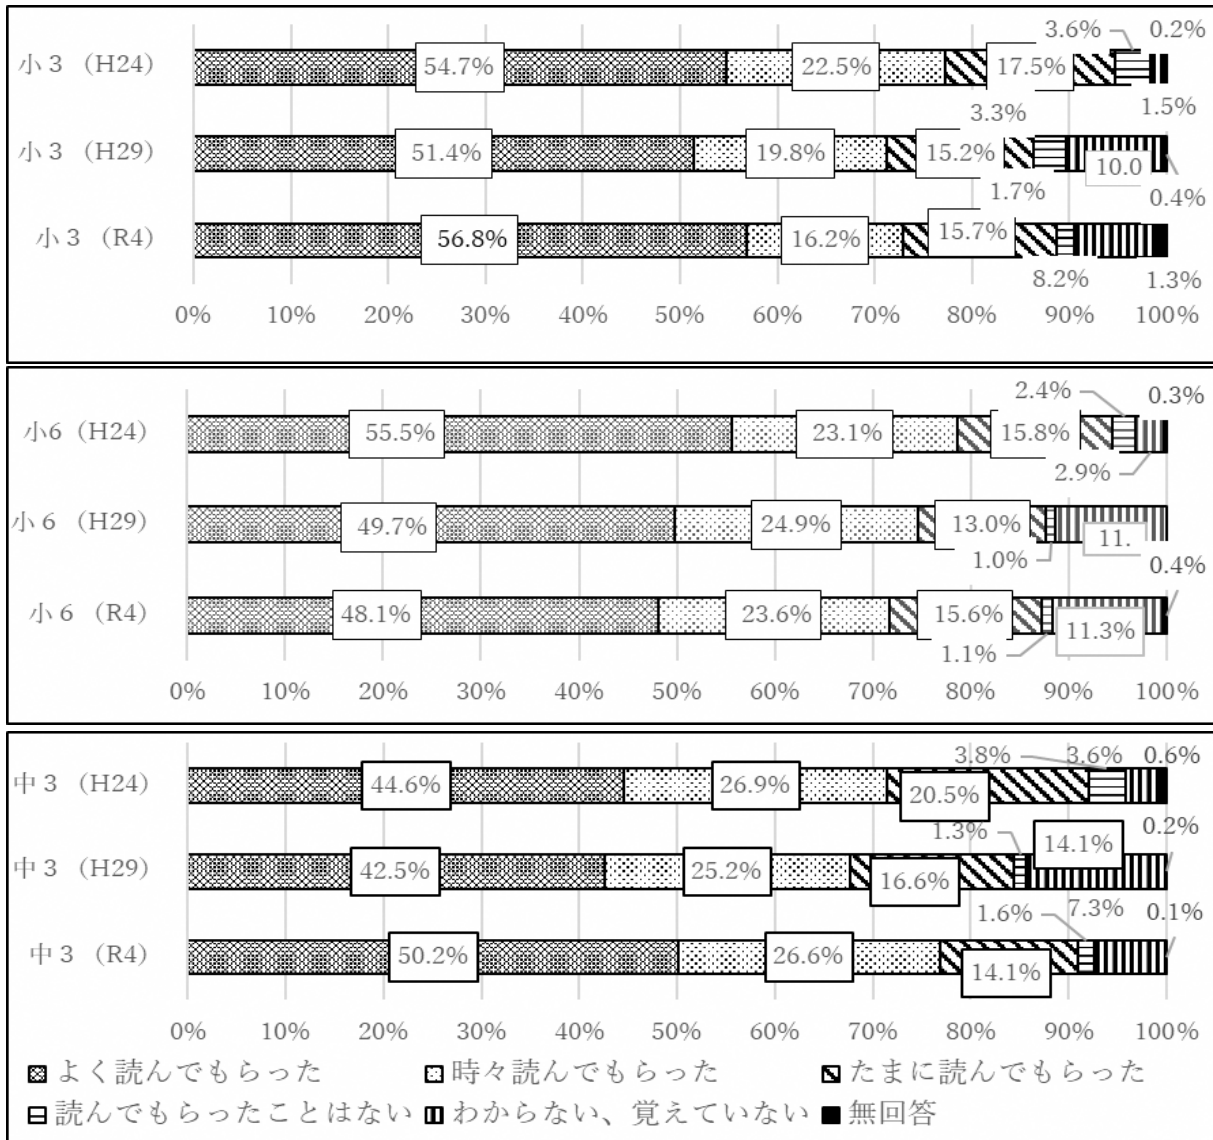 3.6% 0.2%
小3 (H24) 54.7% 22.5% 17.5%
3.3% 1.5%
小3 (H29) 51.4% 19.8% 15.2% 10.0
1.7% 0.4%
小3 (R4) 56.8% 16.2% 15.7%
8.2% 1.3%
0% 10% 20% 30% 40% 50% 60% 70% 80% 90% 100%
2.4% 0.3%
小6 (H24) 55.5% 23.1% 15.8%
2.9%
小6 (H29) 49.7% 24.9% 13.0% 11.
1.0% 0.4%
小6 (R4) 48.1% 23.6% 15.6% 11.3%
1.1%
0% 10% 20% 30% 40% 50% 60% 70% 80% 90% 100%
3.8% 3.6% 0.6%
中3 (H24) 44.6% 26.9% 20.5%
1.3% 14.1% 0.2%
中3 (H29) 42.5% 25.2% 16.6%
1.6% 7.3% 0.1%
中3 (R4) 50.2% 26.6% 14.1%
0% 10% 20% 30% 40% 50% 60% 70% 80% 90% 100%
よく読んでもらった 時々読んでもらった たまに読んでもらった
読んでもらったことはない わからない、覚えていない 無回答